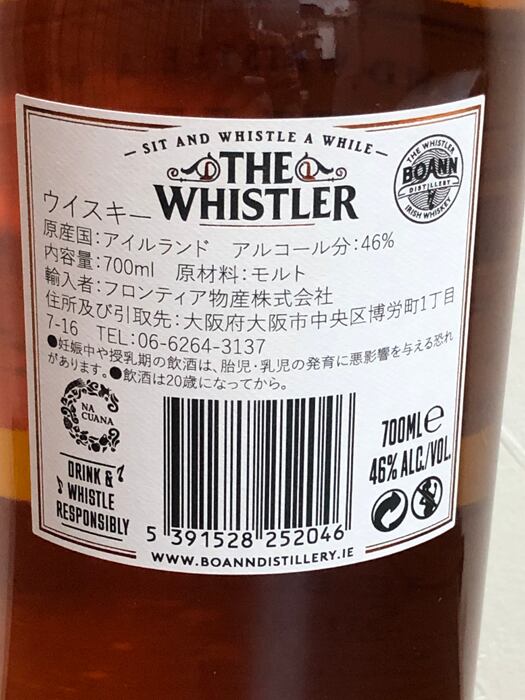 - SIT AND WHISTLE A WHILE -
THE
WHISTLER
THE WHISTLER
BOANN
DISTILLERY
IRISH WHISKEY
ウイスキー
原産国:アイルランド アルコール分:46%
内容量:700ml 原材料:モルト
輸入者:フロンティア物産株式会社
住所及び引取先:大阪府大阪市中央区博労町1丁目
7-16 TEL:06-6264-3137
●妊娠中や授乳期の飲酒は、胎児・乳児の発育に悪影響を与える恐れ
があります。●飲酒は20歳になってから。
NA
CUANA
DRINK &
WHISTLE
RESPONSIBLY
700ML℮
46% ALC./VOL.
5 391528 252046
WWW.BOANNDISTILLERY.IE